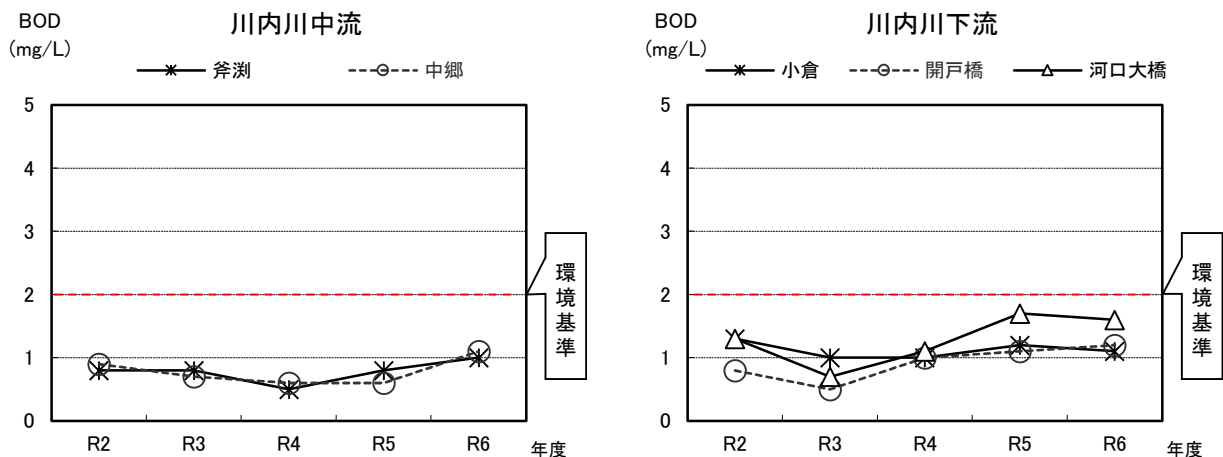 BOD
(mg/L)
川内川中流
斧渕
中郷
5
4
3
2
1
0
R2
R3
R4
R5
R6
年度
環境基準
BOD
(mg/L)
川内川下流
小倉
開戸橋
河口大橋
5
4
3
2
1
0
R2
R3
R4
R5
R6
年度
環境基準